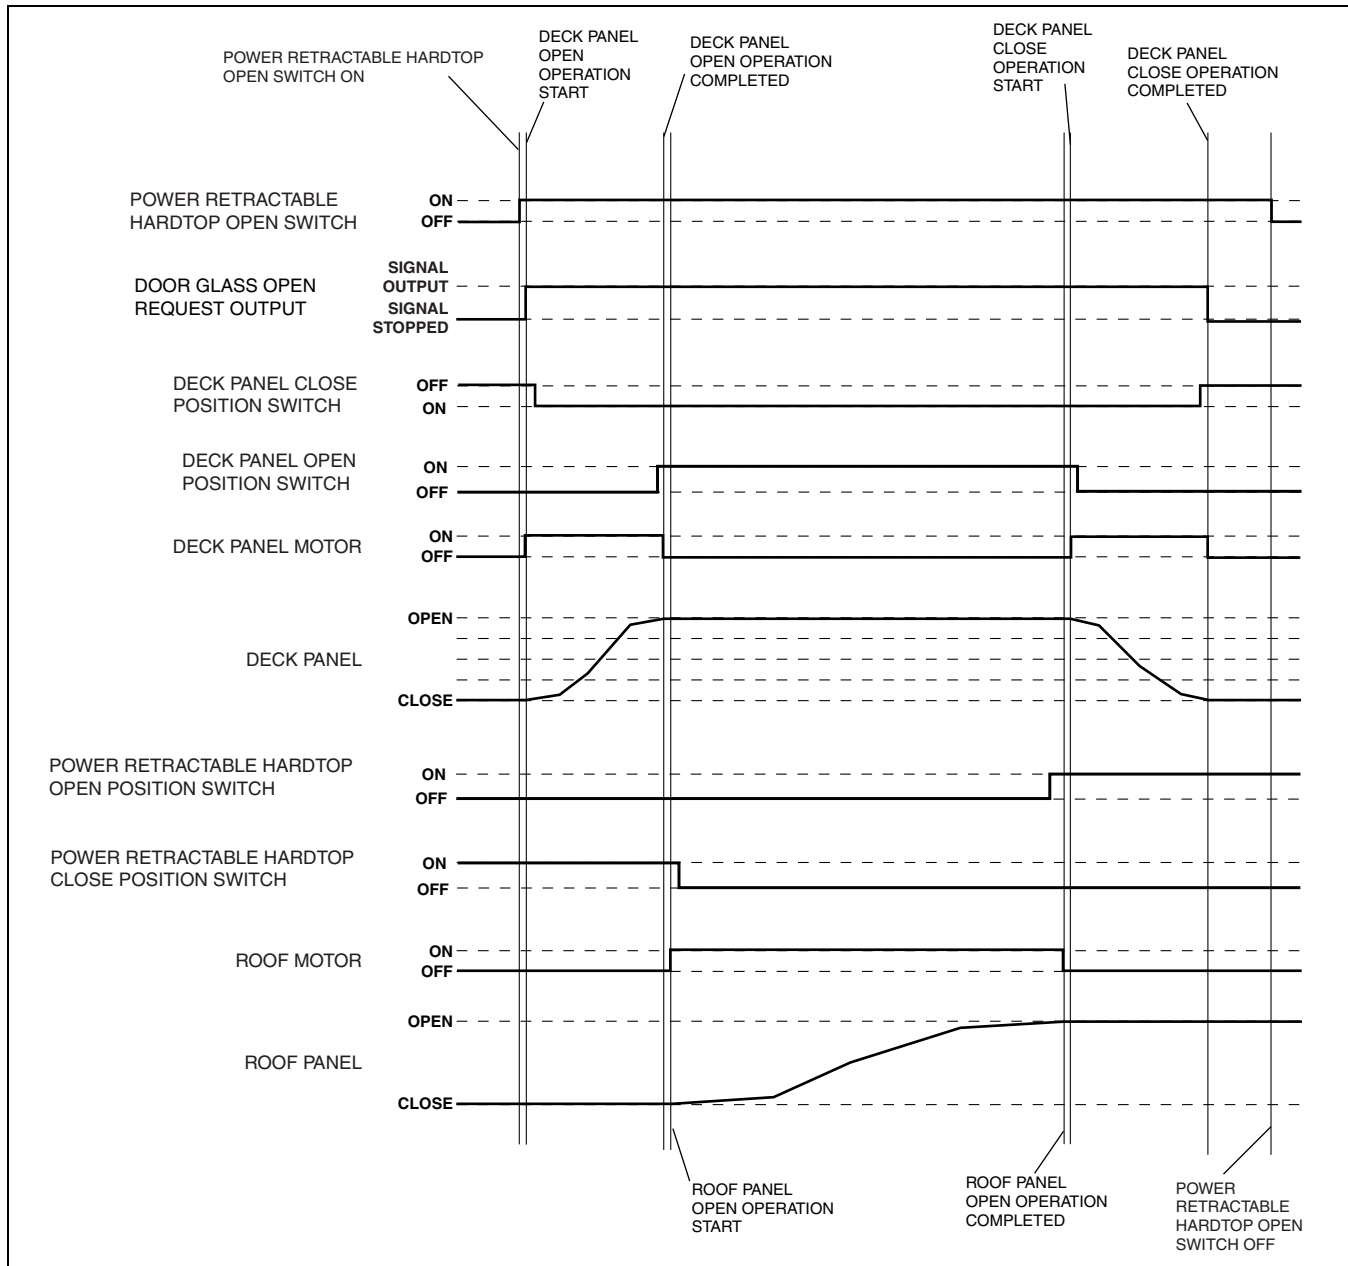 POWER RETRACTABLE HARDTOP
OPEN SWITCH ON
DECK PANEL
OPEN
OPERATION
START
DECK PANEL
OPEN OPERATION
COMPLETED
DECK PANEL
CLOSE
OPERATION
START
DECK PANEL
CLOSE OPERATION
COMPLETED
POWER RETRACTABLE
HARDTOP OPEN SWITCH
ON
OFF
DOOR GLASS OPEN
REQUEST OUTPUT
SIGNAL
OUTPUT
SIGNAL
STOPPED
DECK PANEL CLOSE
POSITION SWITCH
OFF
ON
DECK PANEL OPEN
POSITION SWITCH
ON
OFF
DECK PANEL MOTOR
ON
OFF
DECK PANEL
OPEN
CLOSE
POWER RETRACTABLE HARDTOP
OPEN POSITION SWITCH
ON
OFF
POWER RETRACTABLE HARDTOP
CLOSE POSITION SWITCH
ON
OFF
ROOF MOTOR
ON
OFF
ROOF PANEL
OPEN
CLOSE
ROOF PANEL
OPEN OPERATION
START
ROOF PANEL
OPEN OPERATION
COMPLETED
POWER
RETRACTABLE
HARDTOP OPEN
SWITCH OFF